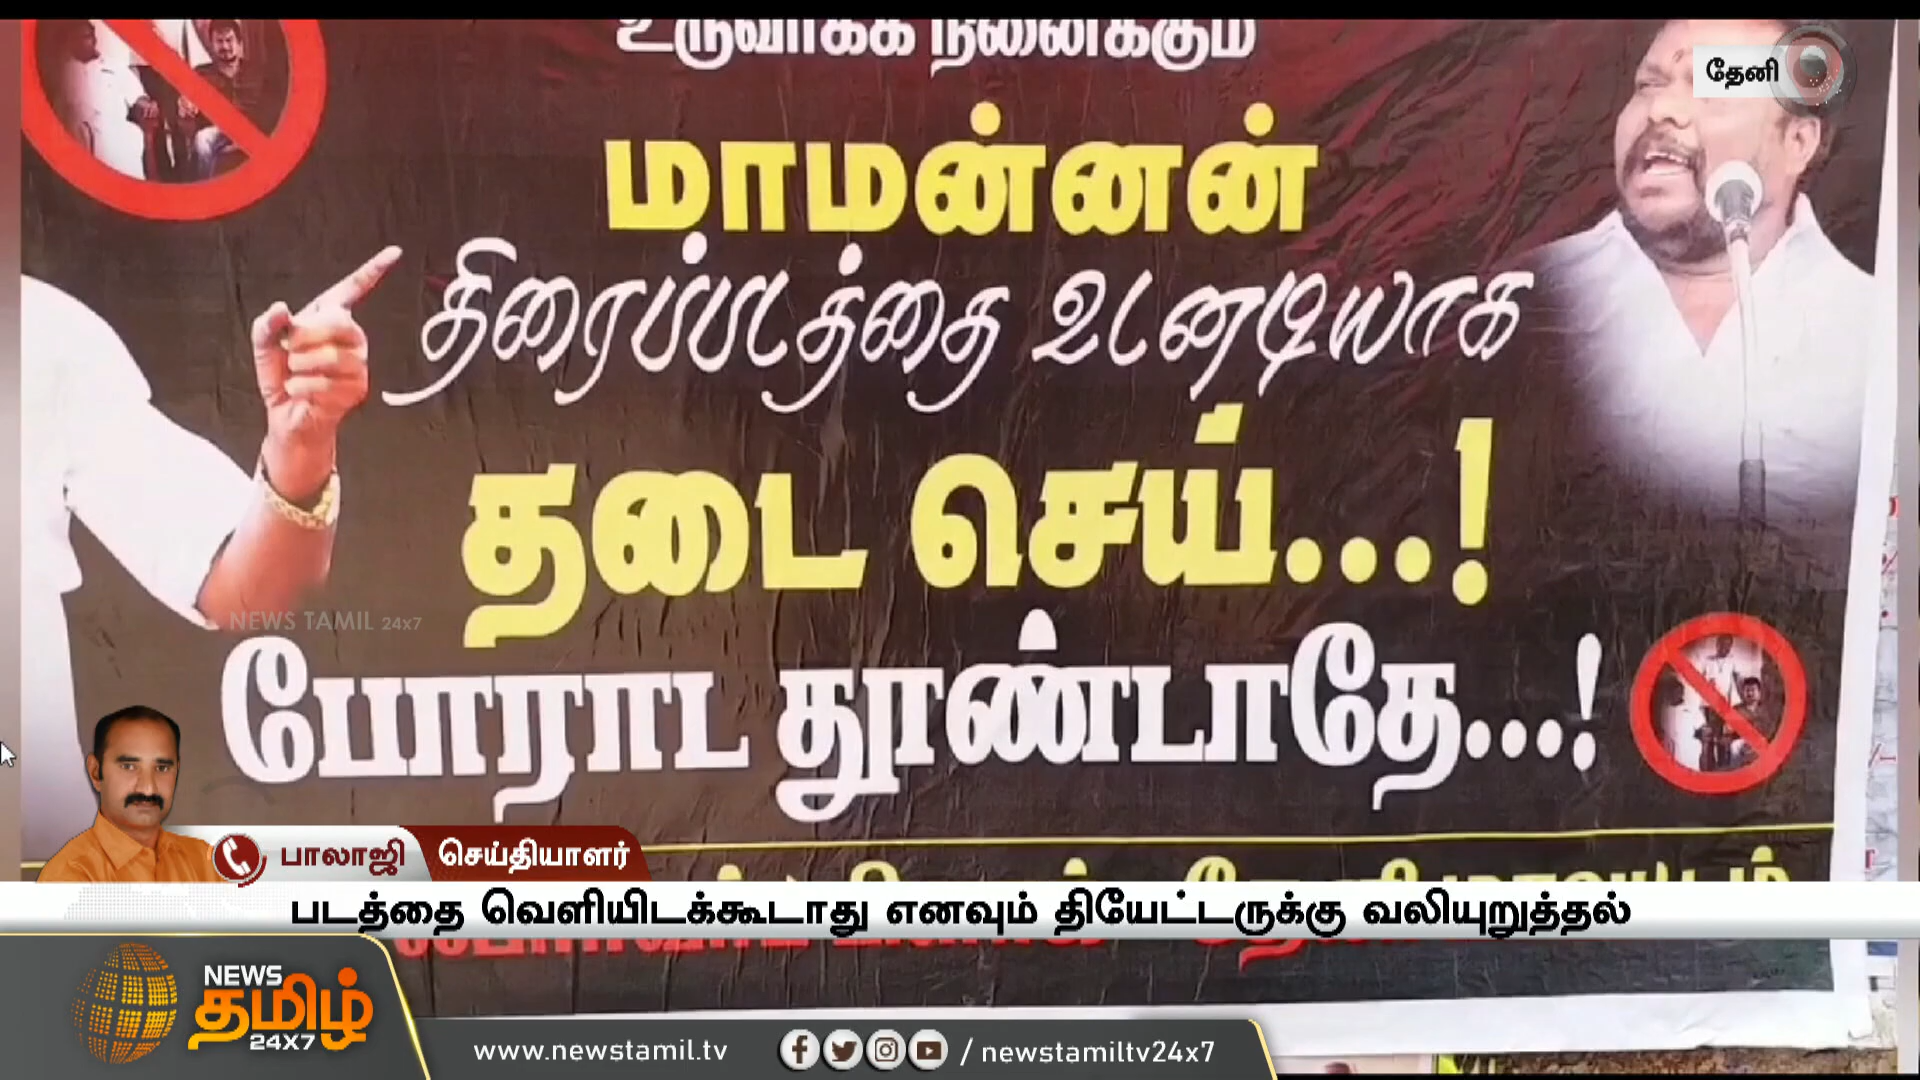 உருவாக்க நினைக்கும்
தேனி
மாமன்னன்
திரைப்படத்தை உடனடியாக
தடை செய்...!
NEWS TAMIL 24x7
போராட தூண்டாதே...!
பாலாஜி செய்தியாளர்
படத்தை வெளியிடக்கூடாது எனவும் தியேட்டருக்கு வலியுறுத்தல்
NEWS
தமிழ்
24X7
www.newstamil.tv / newstamiltv24x7